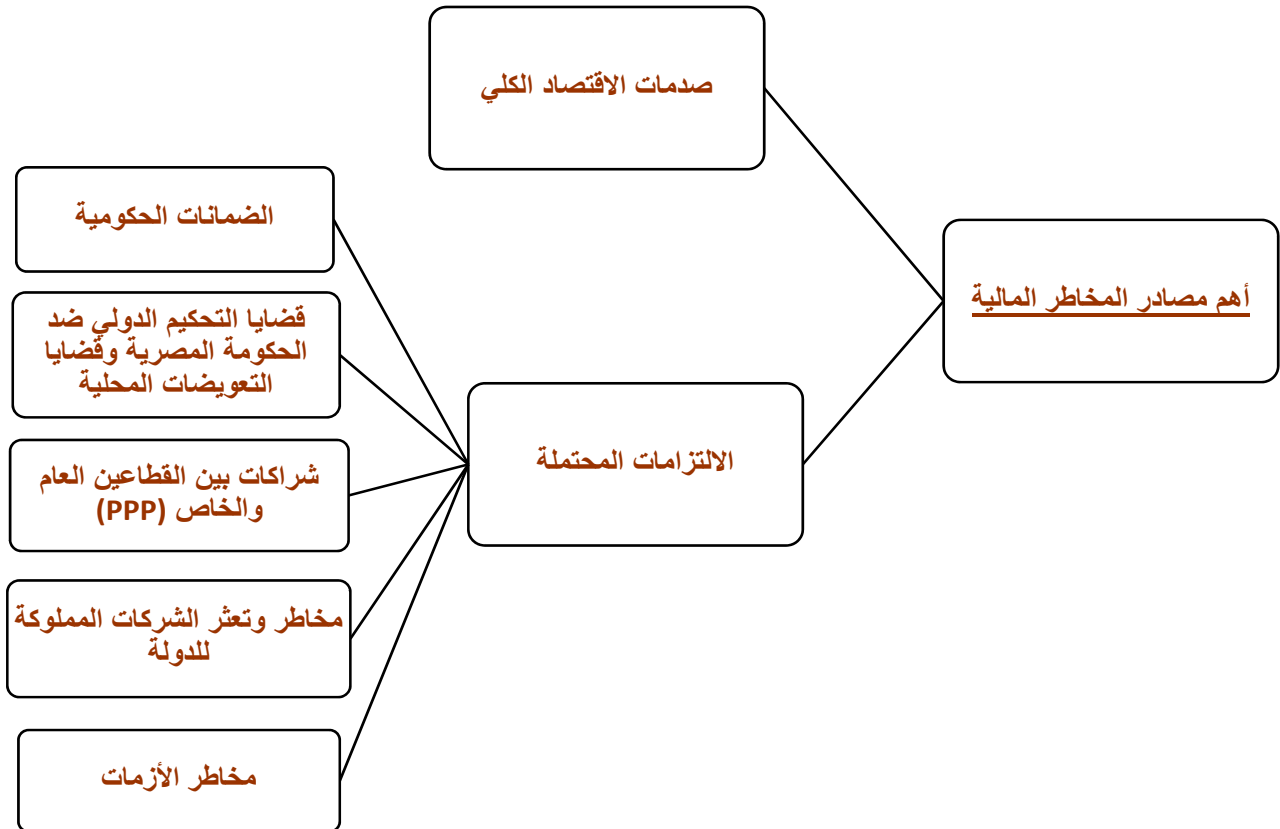 أهم مصادر المخاطر المالية
صدمات الاقتصاد الكلي
الالتزامات المحتملة
الضمانات الحكومية
قضايا التحكيم الدولي ضد
الحكومة المصرية وقضايا
التعويضات المحلية
شراكات بين القطاعين العام
والخاص (PPP)
مخاطر وتعثر الشركات المملوكة
للدولة
مخاطر الأزمات